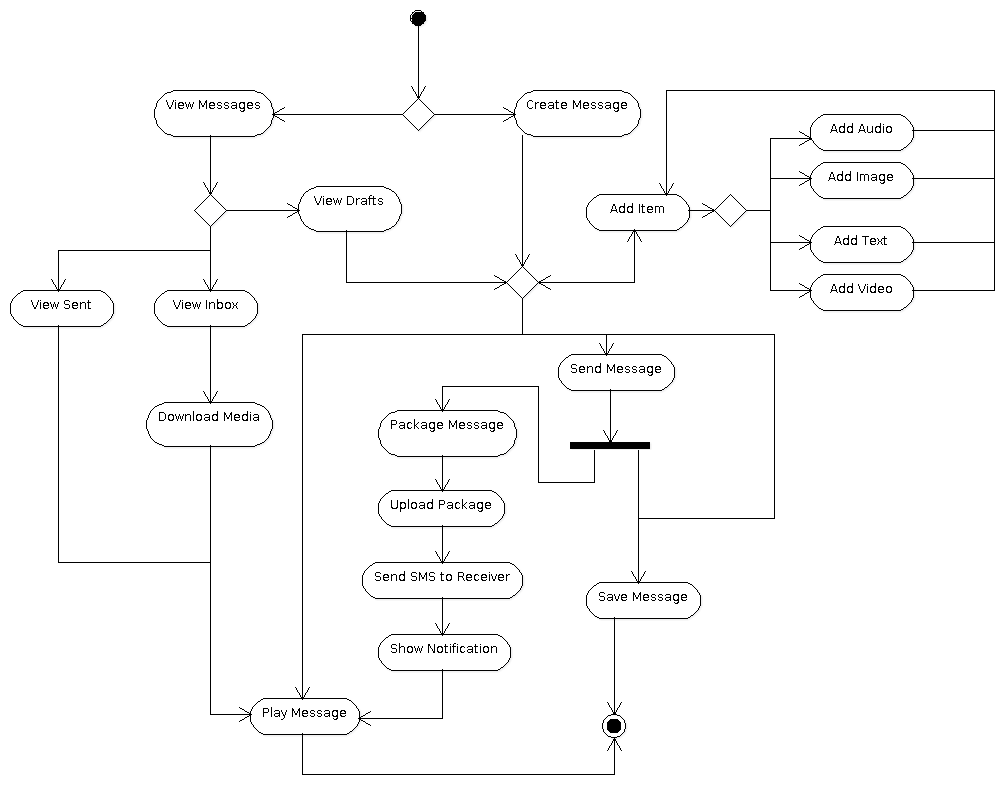 View Messages
Create Message
Add Audio
Add Image
View Drafts
Add Item
Add Text
View Sent
View Inbox
Add Video
Send Message
Download Media
Package Message
Upload Package
Send SMS to Receiver
Save Message
Show Notification
Play Message